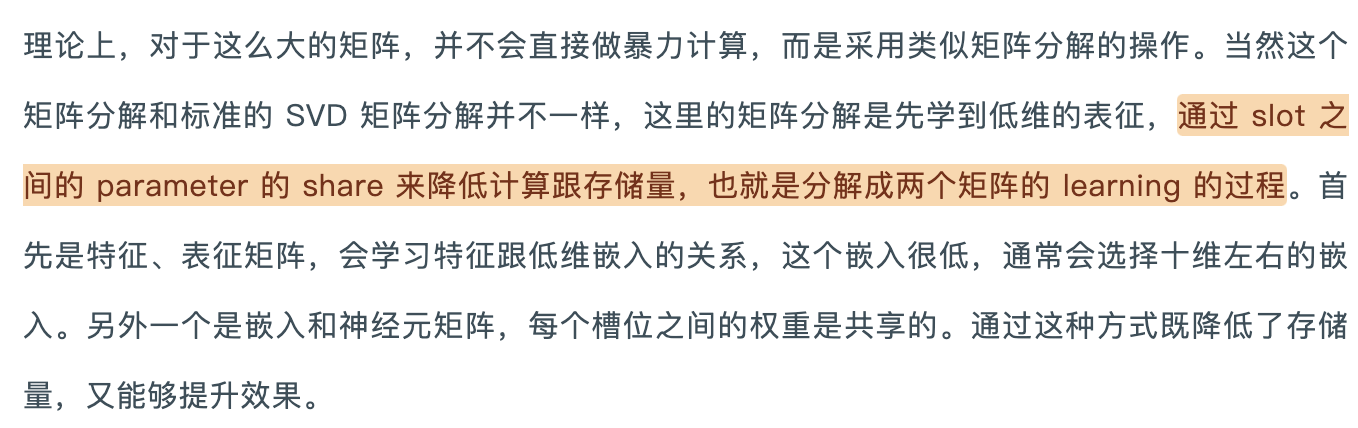 理论上，对于这么大的矩阵，并不会直接做暴力计算，而是采用类似矩阵分解的操作。当然这个
矩阵分解和标准的 SVD 矩阵分解并不一样，这里的矩阵分解是先学到低维的表征，通过 slot 之
间的 parameter 的 share 来降低计算跟存储量，也就是分解成两个矩阵的 learning 的过程。首
先是特征、表征矩阵，会学习特征跟低维嵌入的关系，这个嵌入很低，通常会选择十维左右的嵌
入。另外一个是嵌入和神经元矩阵，每个槽位之间的权重是共享的。通过这种方式既降低了存储
量，又能够提升效果。